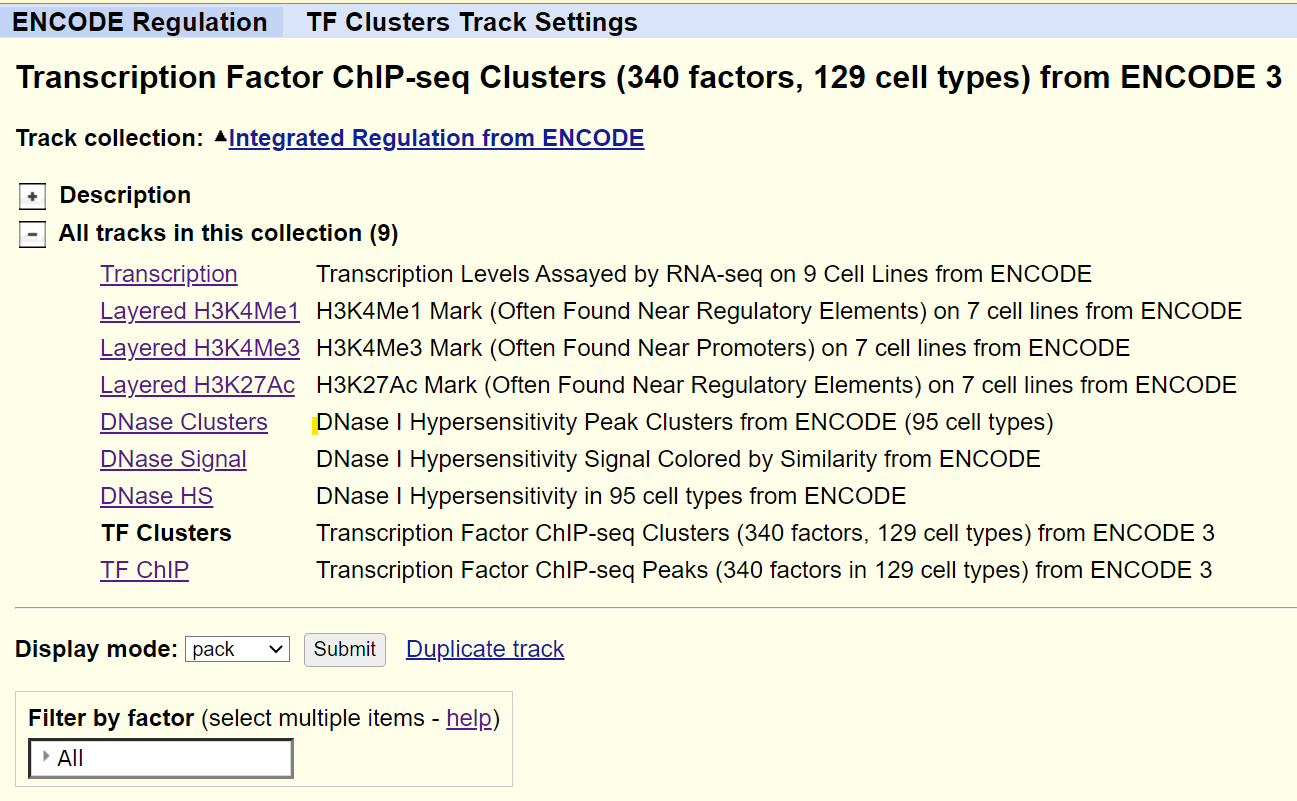 ENCODE Regulation TF Clusters Track Settings
Transcription Factor ChIP-seq Clusters (340 factors, 129 cell types) from ENCODE 3
Track collection: Integrated Regulation from ENCODE
+ Description
- All tracks in this collection (9)
Transcription Transcription Levels Assayed by RNA-seq on 9 Cell Lines from ENCODE
Layered H3K4Me1 H3K4Me1 Mark (Often Found Near Regulatory Elements) on 7 cell lines from ENCODE
Layered H3K4Me3 H3K4Me3 Mark (Often Found Near Promoters) on 7 cell lines from ENCODE
Layered H3K27Ac H3K27Ac Mark (Often Found Near Regulatory Elements) on 7 cell lines from ENCODE
DNase Clusters DNase I Hypersensitivity Peak Clusters from ENCODE (95 cell types)
DNase Signal DNase I Hypersensitivity Signal Colored by Similarity from ENCODE
DNase HS DNase I Hypersensitivity in 95 cell types from ENCODE
TF Clusters Transcription Factor ChIP-seq Clusters (340 factors, 129 cell types) from ENCODE 3
TF ChIP Transcription Factor ChIP-seq Peaks (340 factors in 129 cell types) from ENCODE 3
Display mode: pack Submit Duplicate track
Filter by factor (select multiple items - help)
All